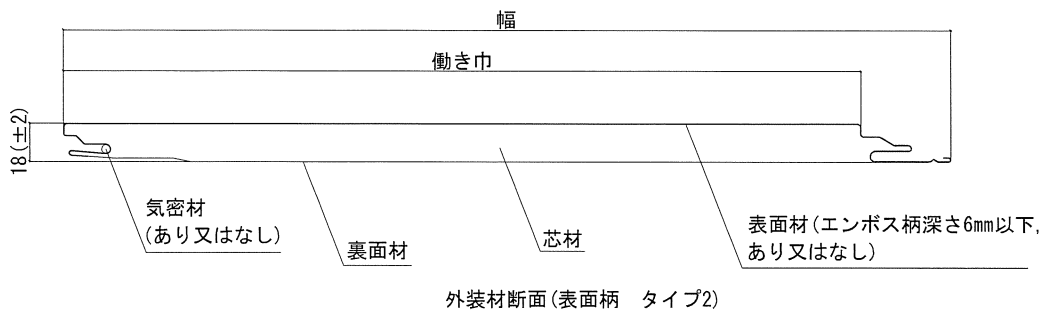 幅
働き巾
18(±2)
気密材
(あり又はなし)
裏面材
芯材
表面材(エンボス柄深さ6mm以下,
あり又はなし)
外装材断面(表面柄　タイプ2)